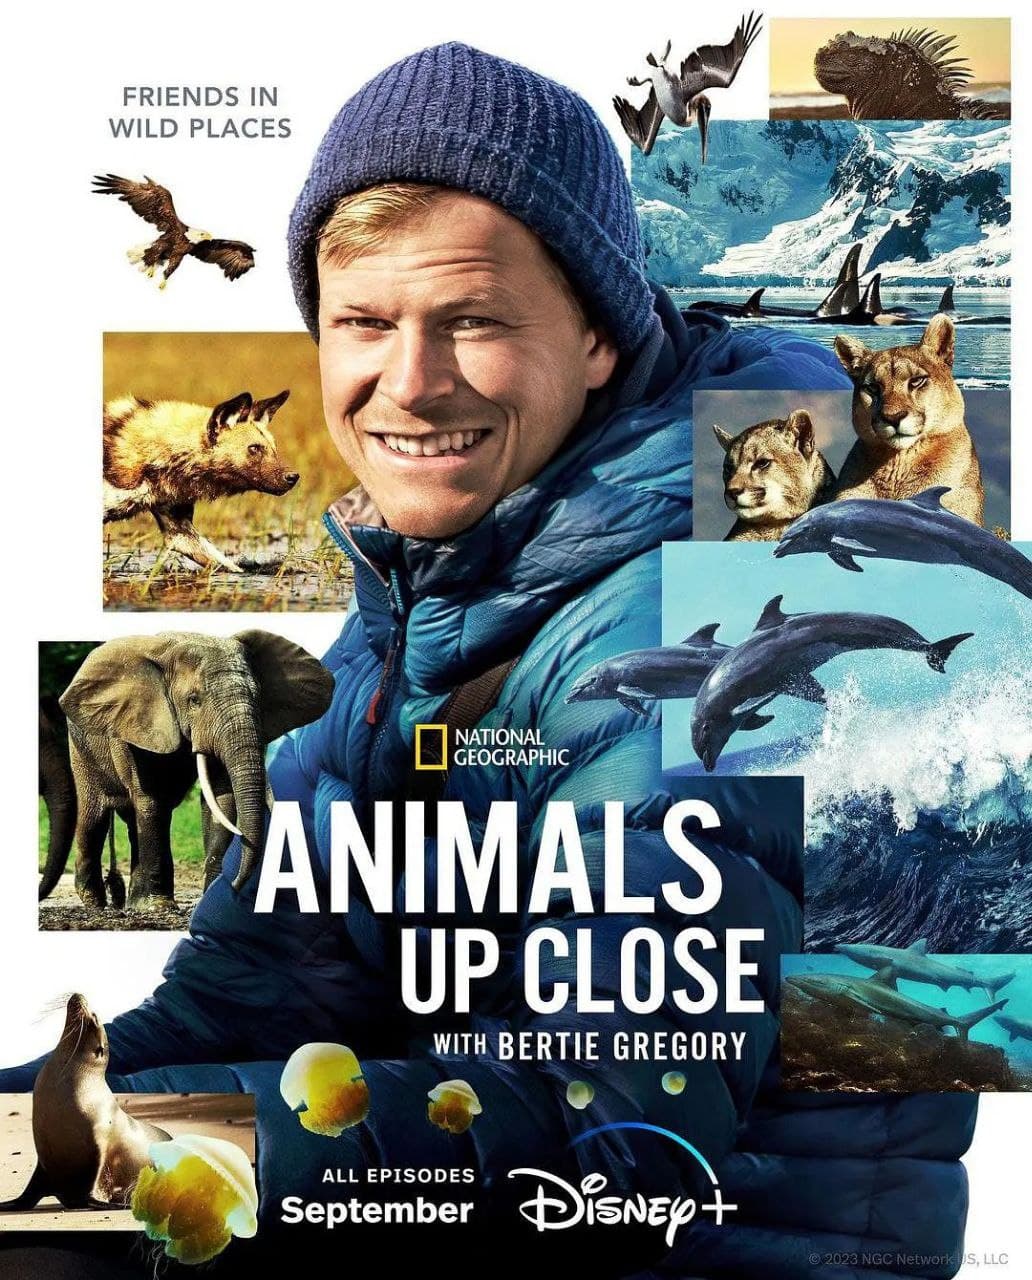 FRIENDS IN
WILD PLACES
NATIONAL
GEOGRAPHIC
ANIMALS
UP CLOSE
WITH BERTIE GREGORY
ALL EPISODES
September
Disney+
© 2023 NGC Network US, LLC